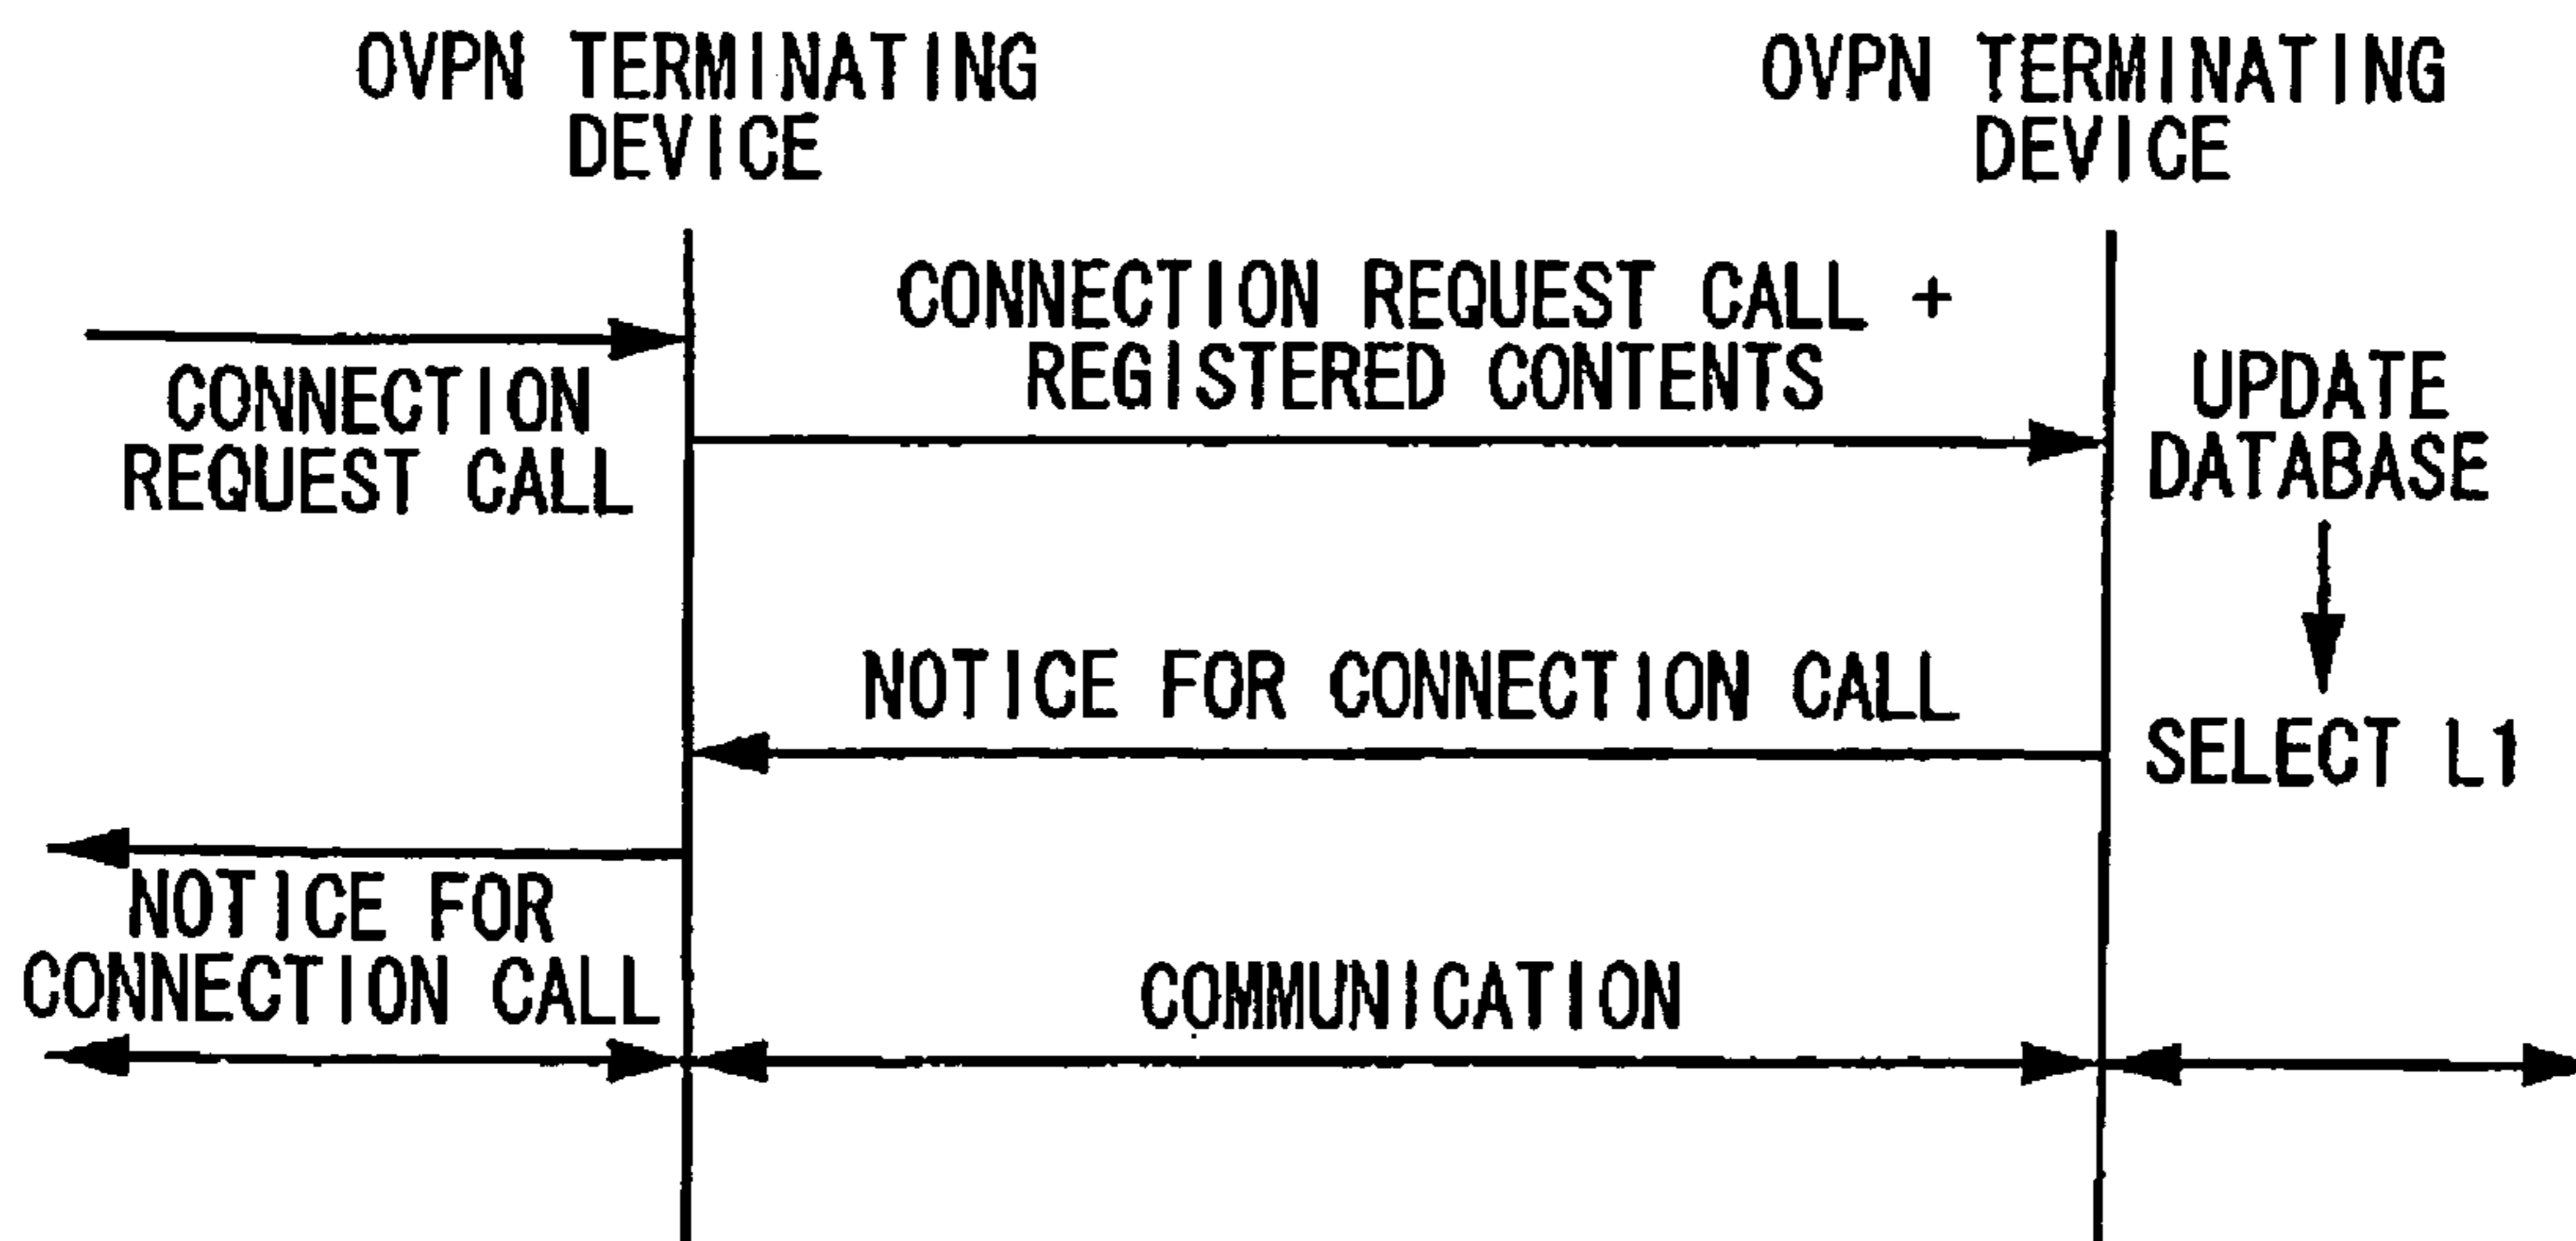 OVPN TERMINATING
DEVICE
OVPN TERMINATING
DEVICE
CONNECTION REQUEST CALL +
REGISTERED CONTENTS
CONNECTION
REQUEST CALL
UPDATE
DATABASE
NOTICE FOR CONNECTION CALL
SELECT L1
NOTICE FOR
CONNECTION CALL
COMMUNICATION